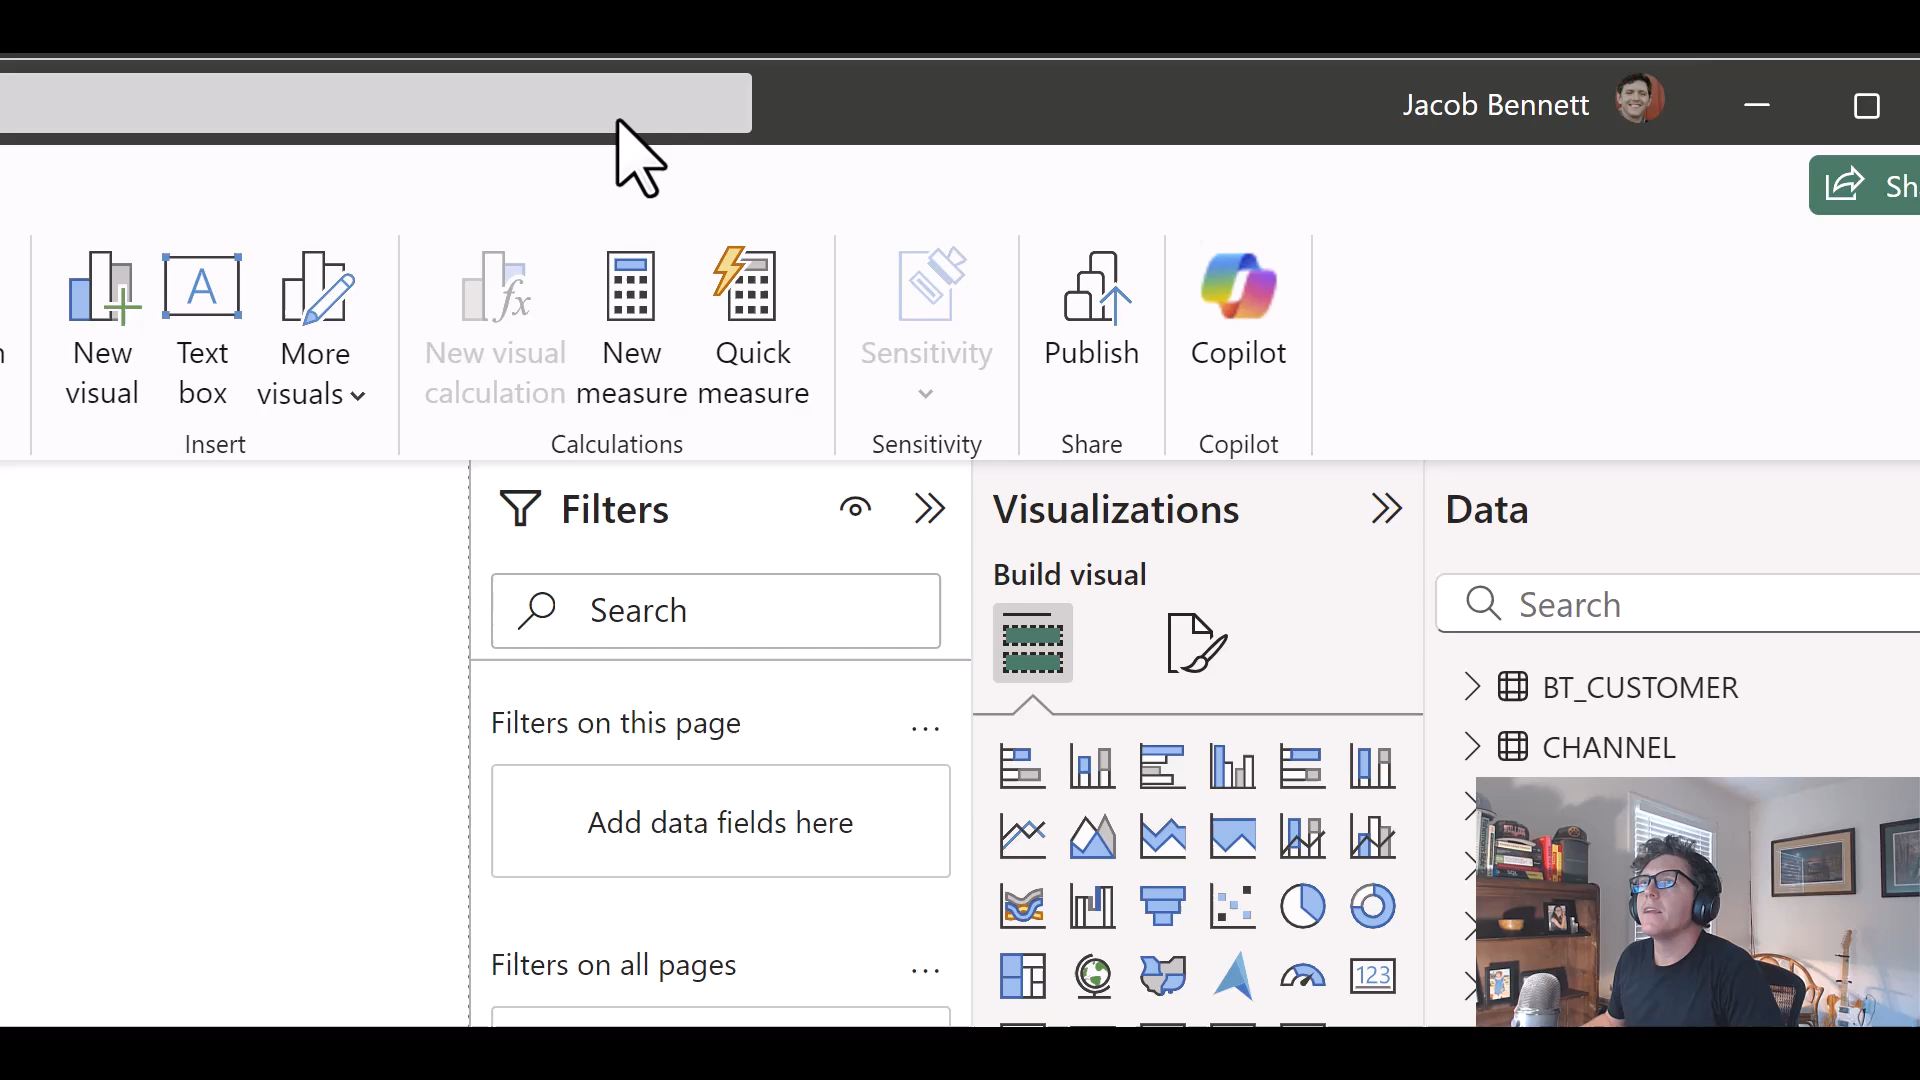 Jacob Bennett
Sh
New visual
Text box
More visuals
New visual calculation
New measure
Quick measure
Sensitivity
Publish
Copilot
Insert
Calculations
Sensitivity
Share
Copilot
Filters
Search
Filters on this page
...
Add data fields here
Filters on all pages
...
Visualizations
Build visual
123
Data
Search
BT_CUSTOMER
CHANNEL